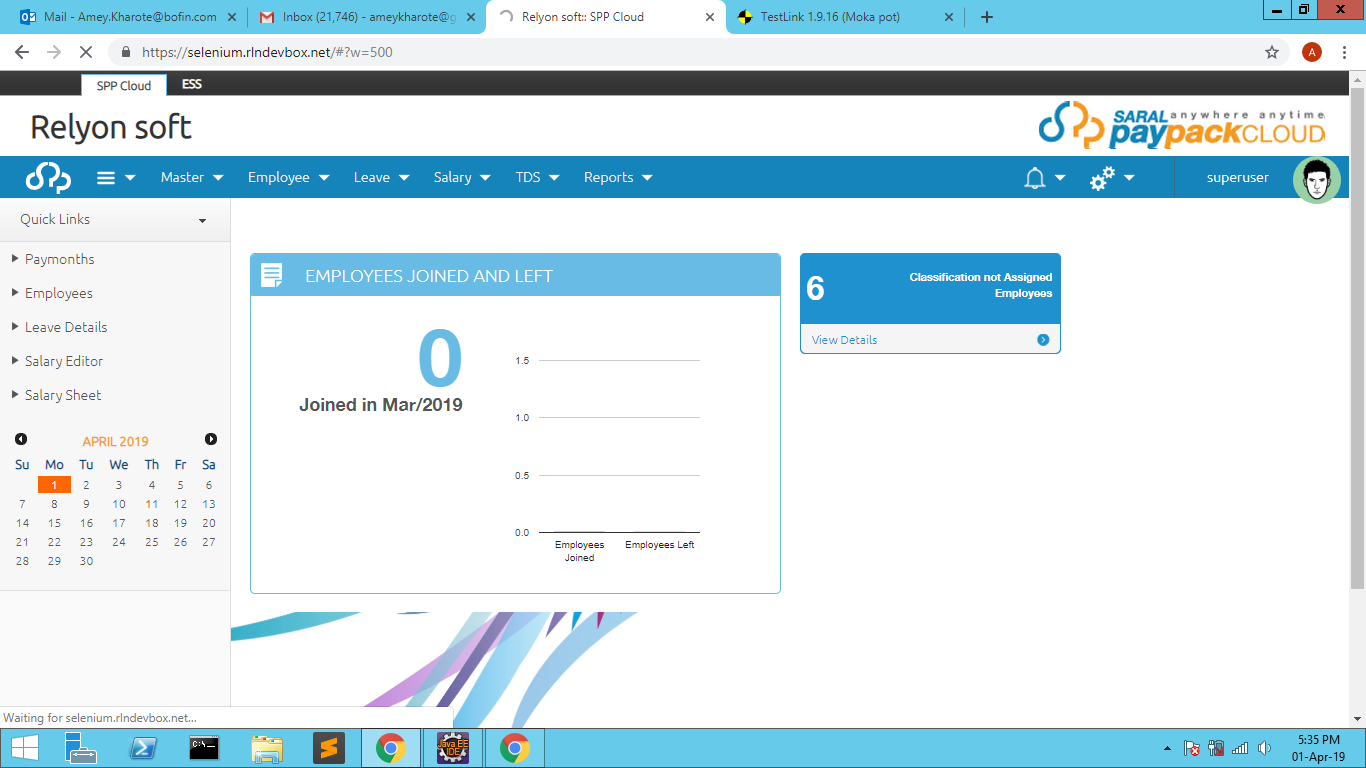 Mail - Amey.Kharote@bofin.com
Inbox (21,746) - ameykharote@g
Relyon soft:: SPP Cloud
TestLink 1.9.16 (Moka pot)
https://selenium.rlndevbox.net/#?w=500
A
SPP Cloud
ESS
Relyon soft
SARAL anywhere anytime
paypackCLOUD
Master
Employee
Leave
Salary
TDS
Reports
superuser
Quick Links
Paymonths
Employees
Leave Details
Salary Editor
Salary Sheet
APRIL 2019
Su Mo Tu We Th Fr Sa
1 2 3 4 5 6
7 8 9 10 11 12 13
14 15 16 17 18 19 20
21 22 23 24 25 26 27
28 29 30
EMPLOYEES JOINED AND LEFT
0
Joined in Mar/2019
1.5
1.0
0.5
0.0
Employees
Joined
Employees Left
6
Classification not Assigned
Employees
View Details
Waiting for selenium.rlndevbox.net...
C:\_
Java EE
IDE
5:35 PM
01-Apr-19